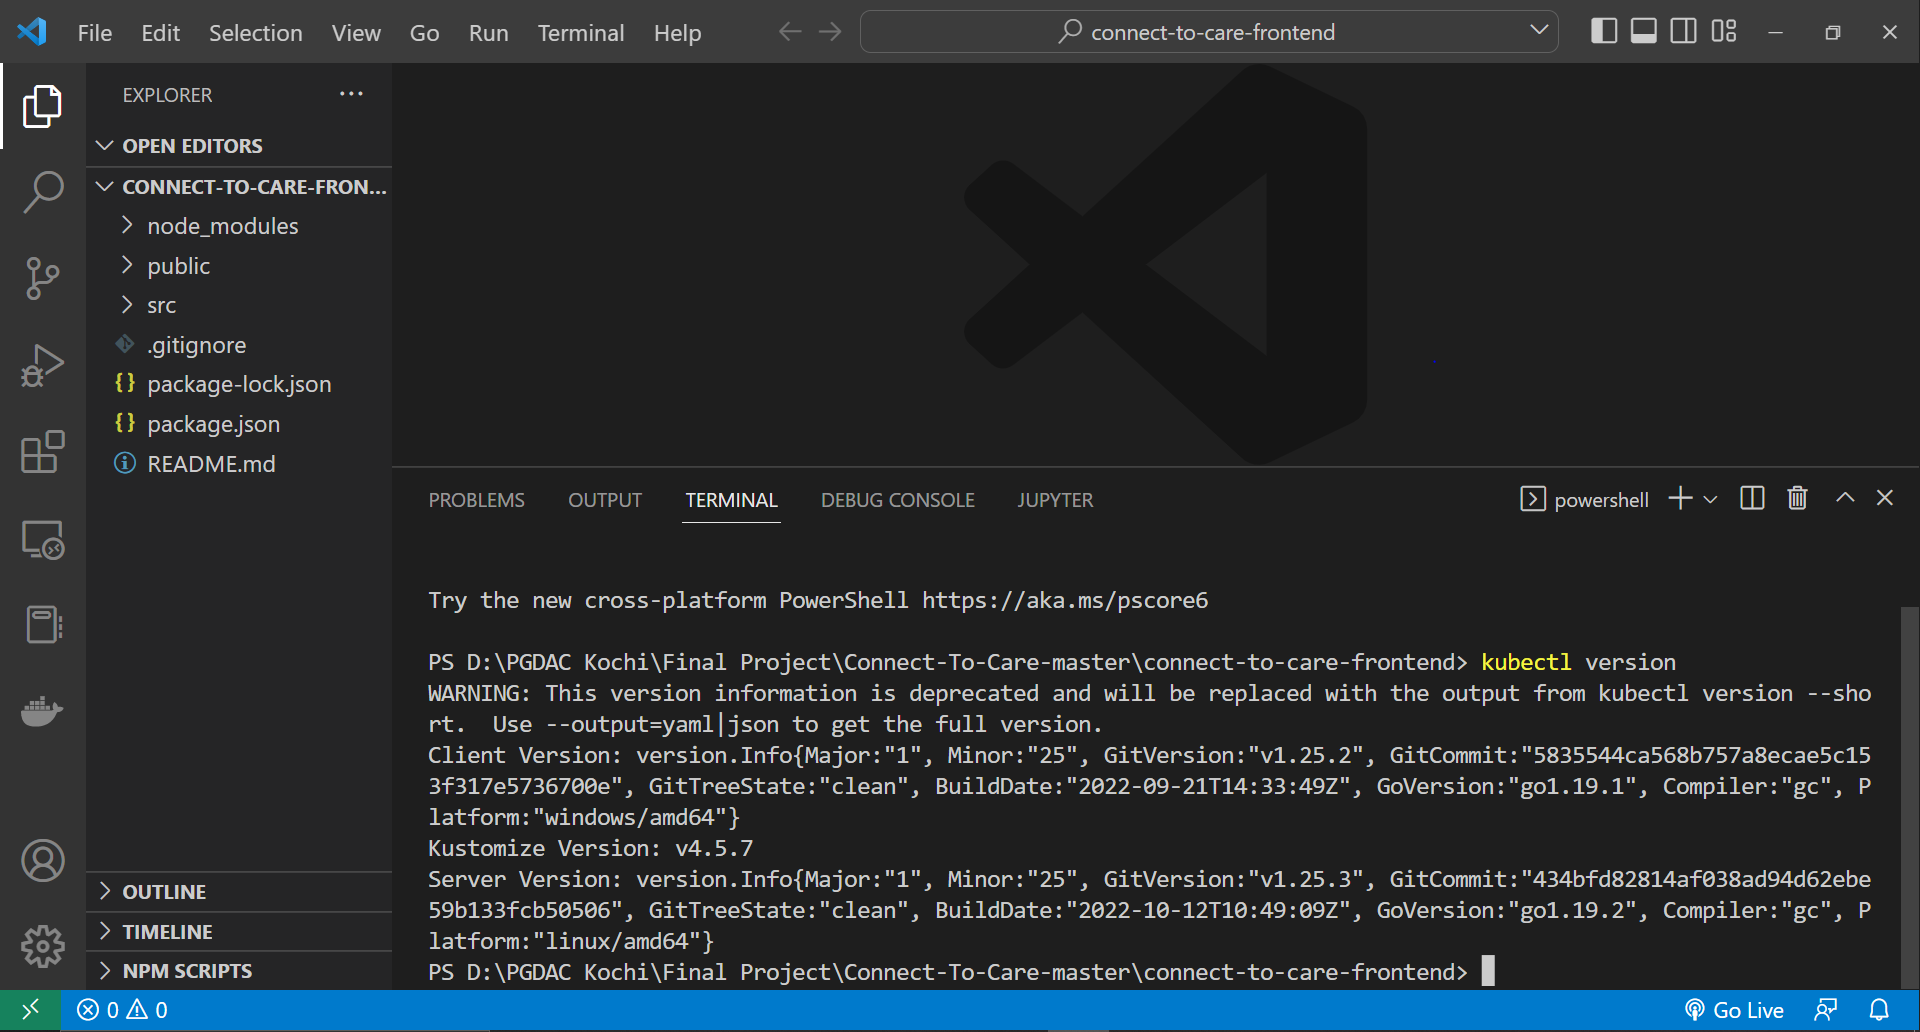 File Edit Selection View Go Run Terminal Help connect-to-care-frontend
EXPLORER
OPEN EDITORS
CONNECT-TO-CARE-FRON...
node_modules
public
src
.gitignore
package-lock.json
package.json
README.md
OUTLINE
TIMELINE
NPM SCRIPTS
PROBLEMS OUTPUT TERMINAL DEBUG CONSOLE JUPYTER powershell
Try the new cross-platform PowerShell https://aka.ms/pscore6
PS D:\PGDAC Kochi\Final Project\Connect-To-Care-master\connect-to-care-frontend> kubectl version
WARNING: This version information is deprecated and will be replaced with the output from kubectl version --sho
rt.  Use --output=yaml|json to get the full version.
Client Version: version.Info{Major:"1", Minor:"25", GitVersion:"v1.25.2", GitCommit:"5835544ca568b757a8ecae5c15
3f317e5736700e", GitTreeState:"clean", BuildDate:"2022-09-21T14:33:49Z", GoVersion:"go1.19.1", Compiler:"gc", P
latform:"windows/amd64"}
Kustomize Version: v4.5.7
Server Version: version.Info{Major:"1", Minor:"25", GitVersion:"v1.25.3", GitCommit:"434bfd82814af038ad94d62ebe
59b133fcb50506", GitTreeState:"clean", BuildDate:"2022-10-12T10:49:09Z", GoVersion:"go1.19.2", Compiler:"gc", P
latform:"linux/amd64"}
PS D:\PGDAC Kochi\Final Project\Connect-To-Care-master\connect-to-care-frontend>
0 0 Go Live